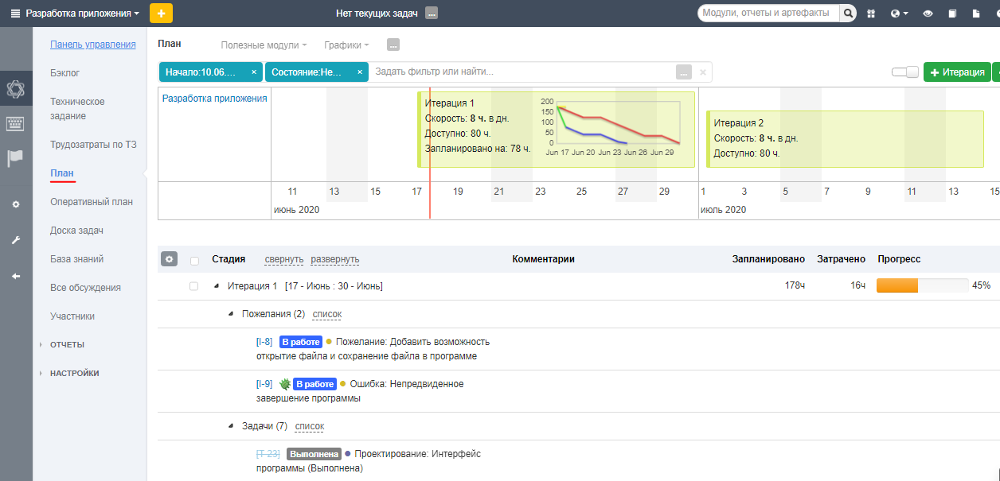 Разработка приложения
Нет текущих задач ...
Модули, отчеты и артефакты
Панель управления
Бэклог
Техническое
задание
Трудозатраты по ТЗ
План
Оперативный план
Доска задач
База знаний
Все обсуждения
Участники
ОТЧЕТЫ
НАСТРОЙКИ
План Полезные модули Графики ...
Начало:10.06.... × Состояние:Не... × Задать фильтр или найти... ... ×
+ Итерация
Разработка приложения
Итерация 1
Скорость: 8 ч. в дн.
Доступно: 80 ч.
Запланировано на: 78 ч.
200
150
100
50
0
Jun 17 Jun 20 Jun 23 Jun 26 Jun 29
Итерация 2
Скорость: 8 ч. в дн.
Доступно: 80 ч.
11 13 15 17 19 21 23 25 27 29 1 3 5 7 9 11 13 15
июнь 2020 июль 2020
Стадия свернуть развернуть Комментарии Запланировано Затрачено Прогресс
Итерация 1 [17 - Июнь : 30 - Июнь] 178ч 16ч 45%
Пожелания (2) список
[I-8] В работе Пожелание: Добавить возможность
открытие файла и сохранение файла в программе
[I-9] В работе Ошибка: Непредвиденное
завершение программы
Задачи (7) список
[T-23] Выполнена Проектирование: Интерфейс
программы (Выполнена)